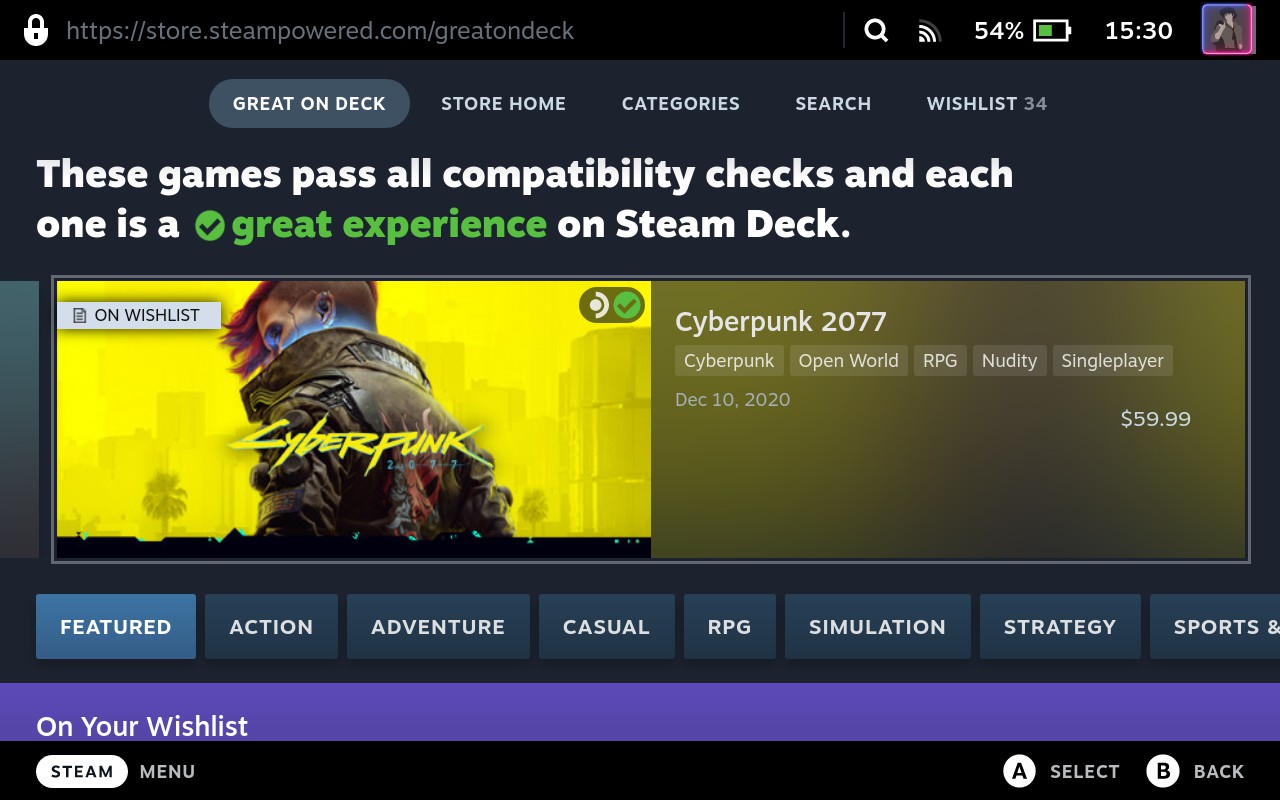 https://store.steampowered.com/greatondeck
54%
15:30
GREAT ON DECK
STORE HOME
CATEGORIES
SEARCH
WISHLIST 34
These games pass all compatibility checks and each
one is a great experience on Steam Deck.
ON WISHLIST
CYBERPUNK
2077
Cyberpunk 2077
Cyberpunk
Open World
RPG
Nudity
Singleplayer
Dec 10, 2020
$59.99
FEATURED
ACTION
ADVENTURE
CASUAL
RPG
SIMULATION
STRATEGY
SPORTS &
On Your Wishlist
STEAM
MENU
A SELECT
B BACK